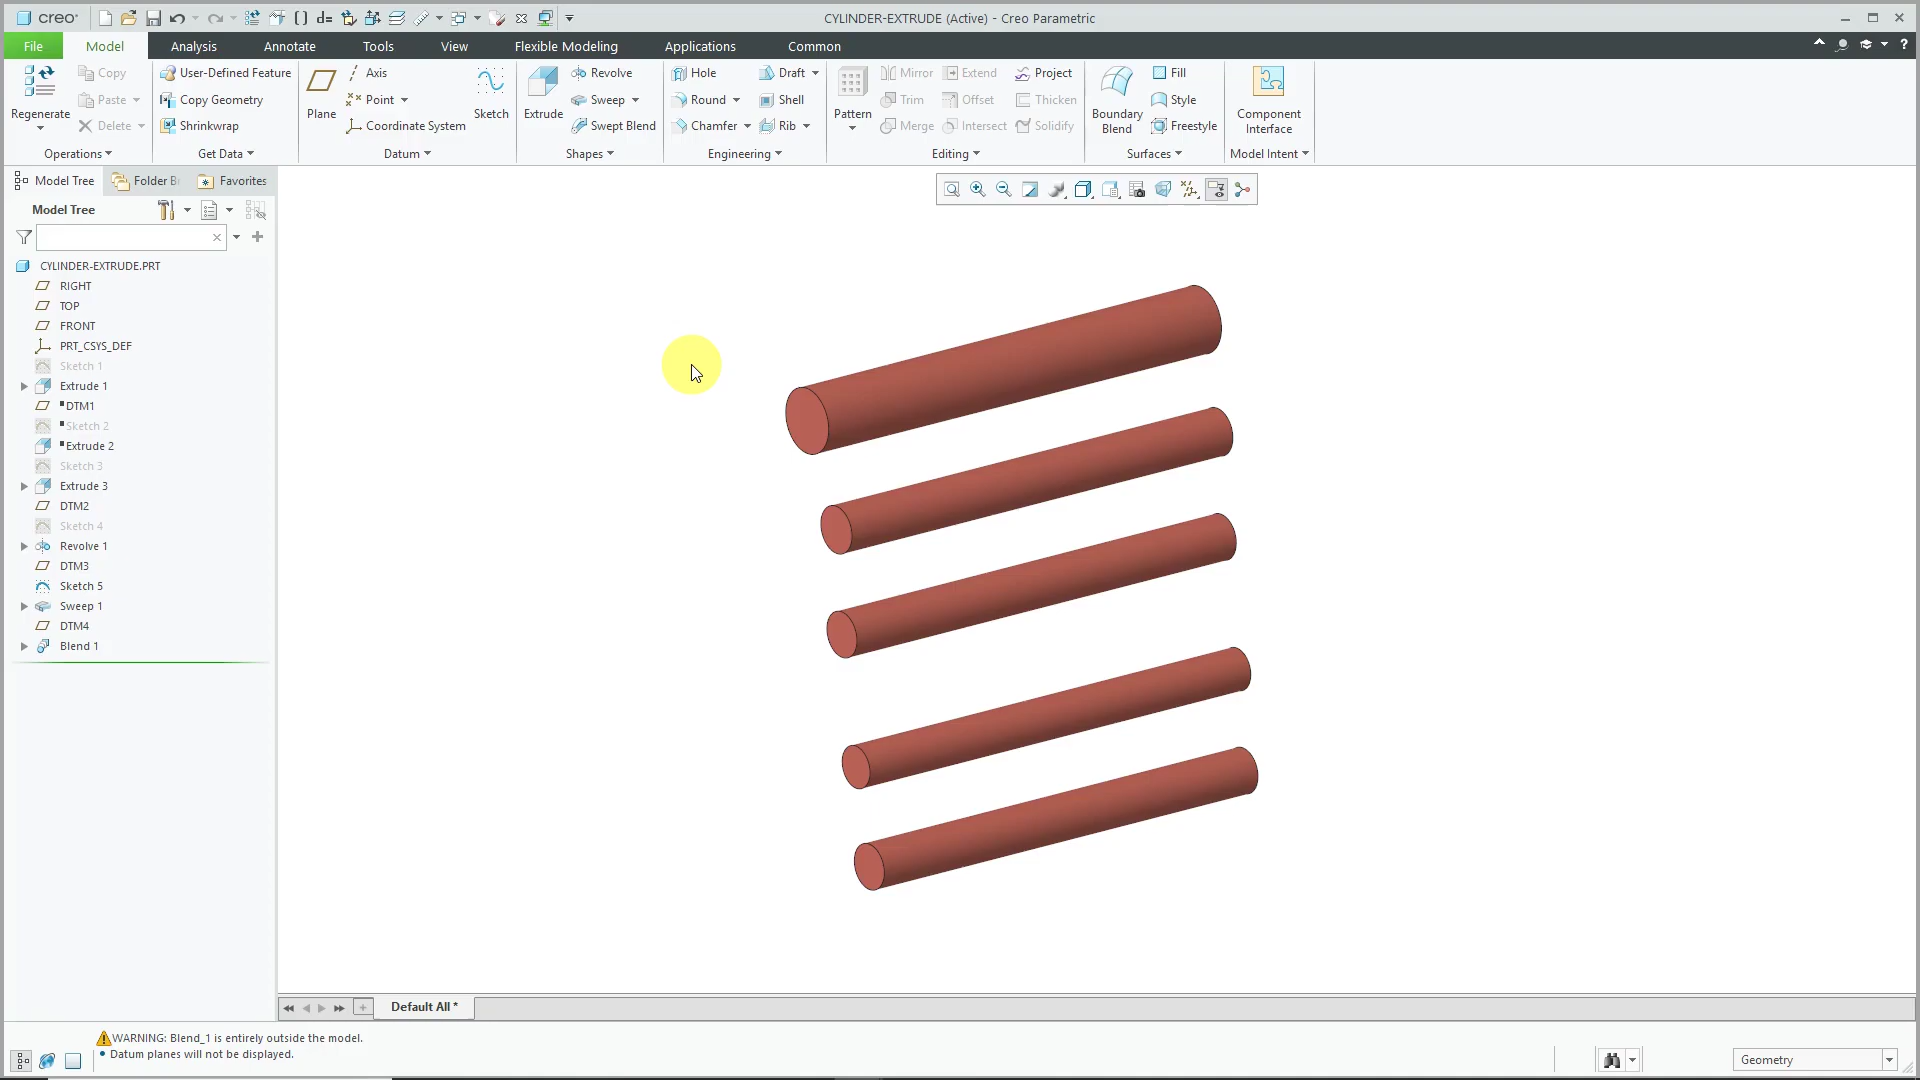 creo
CYLINDER-EXTRUDE (Active) - Creo Parametric
File
Model
Analysis
Annotate
Tools
View
Flexible Modeling
Applications
Common
Regenerate
Copy
Paste
Delete
Operations
User-Defined Feature
Copy Geometry
Shrinkwrap
Get Data
Plane
Axis
Point
Coordinate System
Sketch
Datum
Extrude
Revolve
Sweep
Swept Blend
Shapes
Hole
Round
Chamfer
Draft
Shell
Rib
Engineering
Pattern
Mirror
Trim
Merge
Extend
Offset
Intersect
Project
Thicken
Solidify
Editing
Boundary
Blend
Fill
Style
Freestyle
Surfaces
Component
Interface
Model Intent
Model Tree
Folder B
Favorites
Model Tree
CYLINDER-EXTRUDE.PRT
RIGHT
TOP
FRONT
PRT_CSYS_DEF
Sketch 1
Extrude 1
DTM1
Sketch 2
Extrude 2
Sketch 3
Extrude 3
DTM2
Sketch 4
Revolve 1
DTM3
Sketch 5
Sweep 1
DTM4
Blend 1
Default All *
WARNING: Blend_1 is entirely outside the model.
• Datum planes will not be displayed.
Geometry